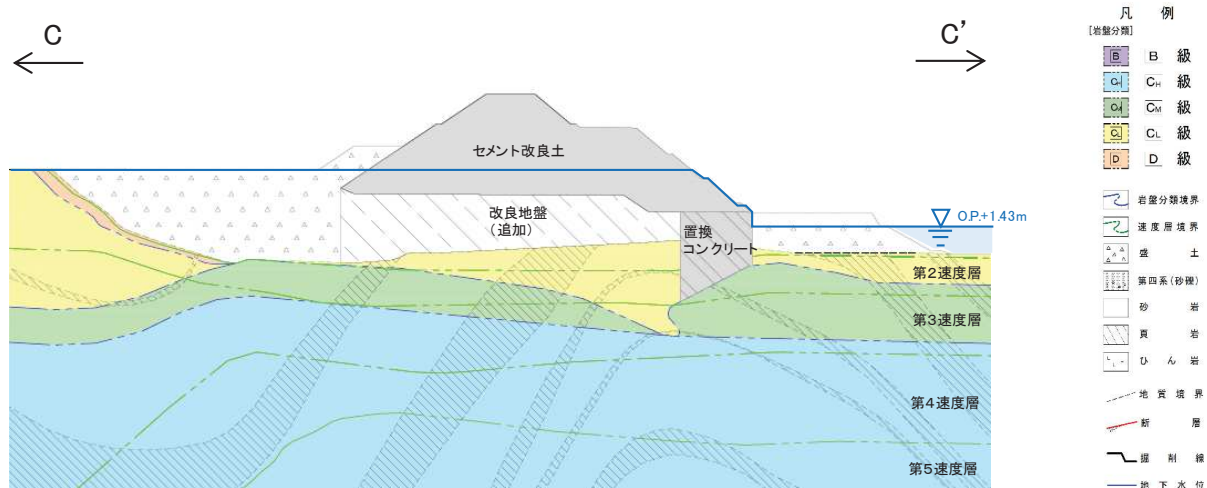 C
C'
セメント改良土
改良地盤
(追加)
置換
コンクリート
O.P.+1.43m
第2速度層
第3速度層
第4速度層
第5速度層
凡 例
[岩盤分類]
B B 級
CH CH 級
CM CM 級
CL CL 級
D D 級
岩盤分類境界
速度層境界
盛 土
第四系(砂礫)
砂 岩
頁 岩
ひん岩
地質境界
断 層
掘削線
地下水位